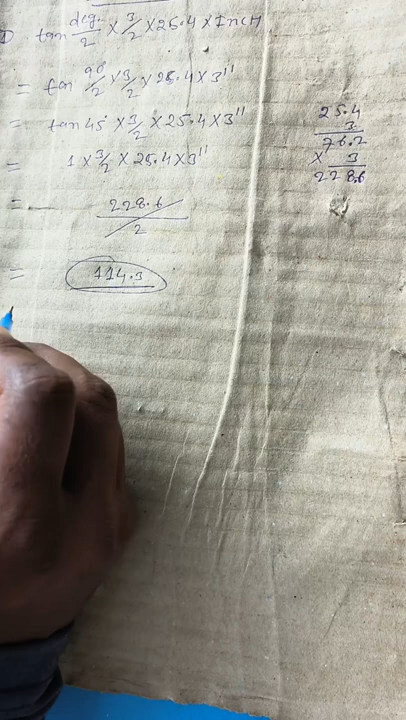 1) tan deg./2 × 3/2 × 25.4 × InCH
= tan 90/2 × 3/2 × 25.4 × 3"
= tan 45° × 3/2 × 25.4 × 3"
= 1 × 3/2 × 25.4 × 3"
= 228.6/2
= 114.3
25.4
3
76.2
× 3
228.6